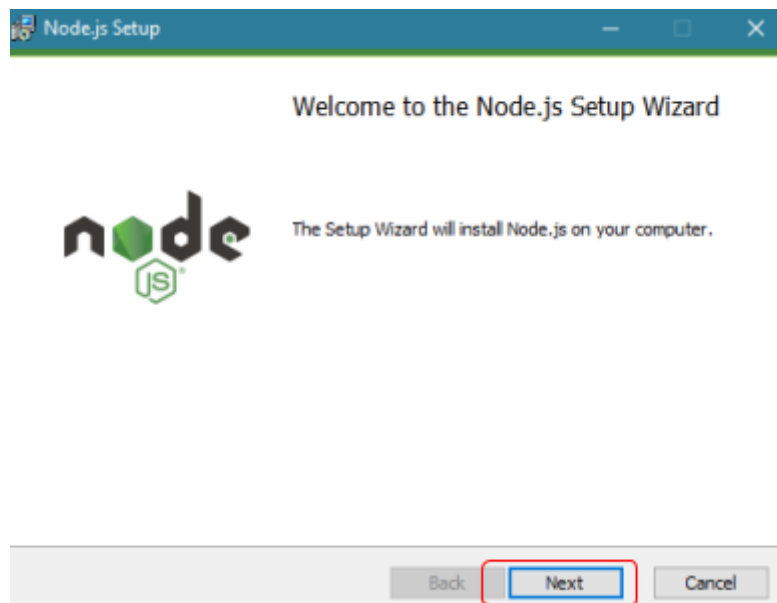 Node.js Setup
Welcome to the Node.js Setup Wizard
node
JS
The Setup Wizard will install Node.js on your computer.
Back
Next
Cancel